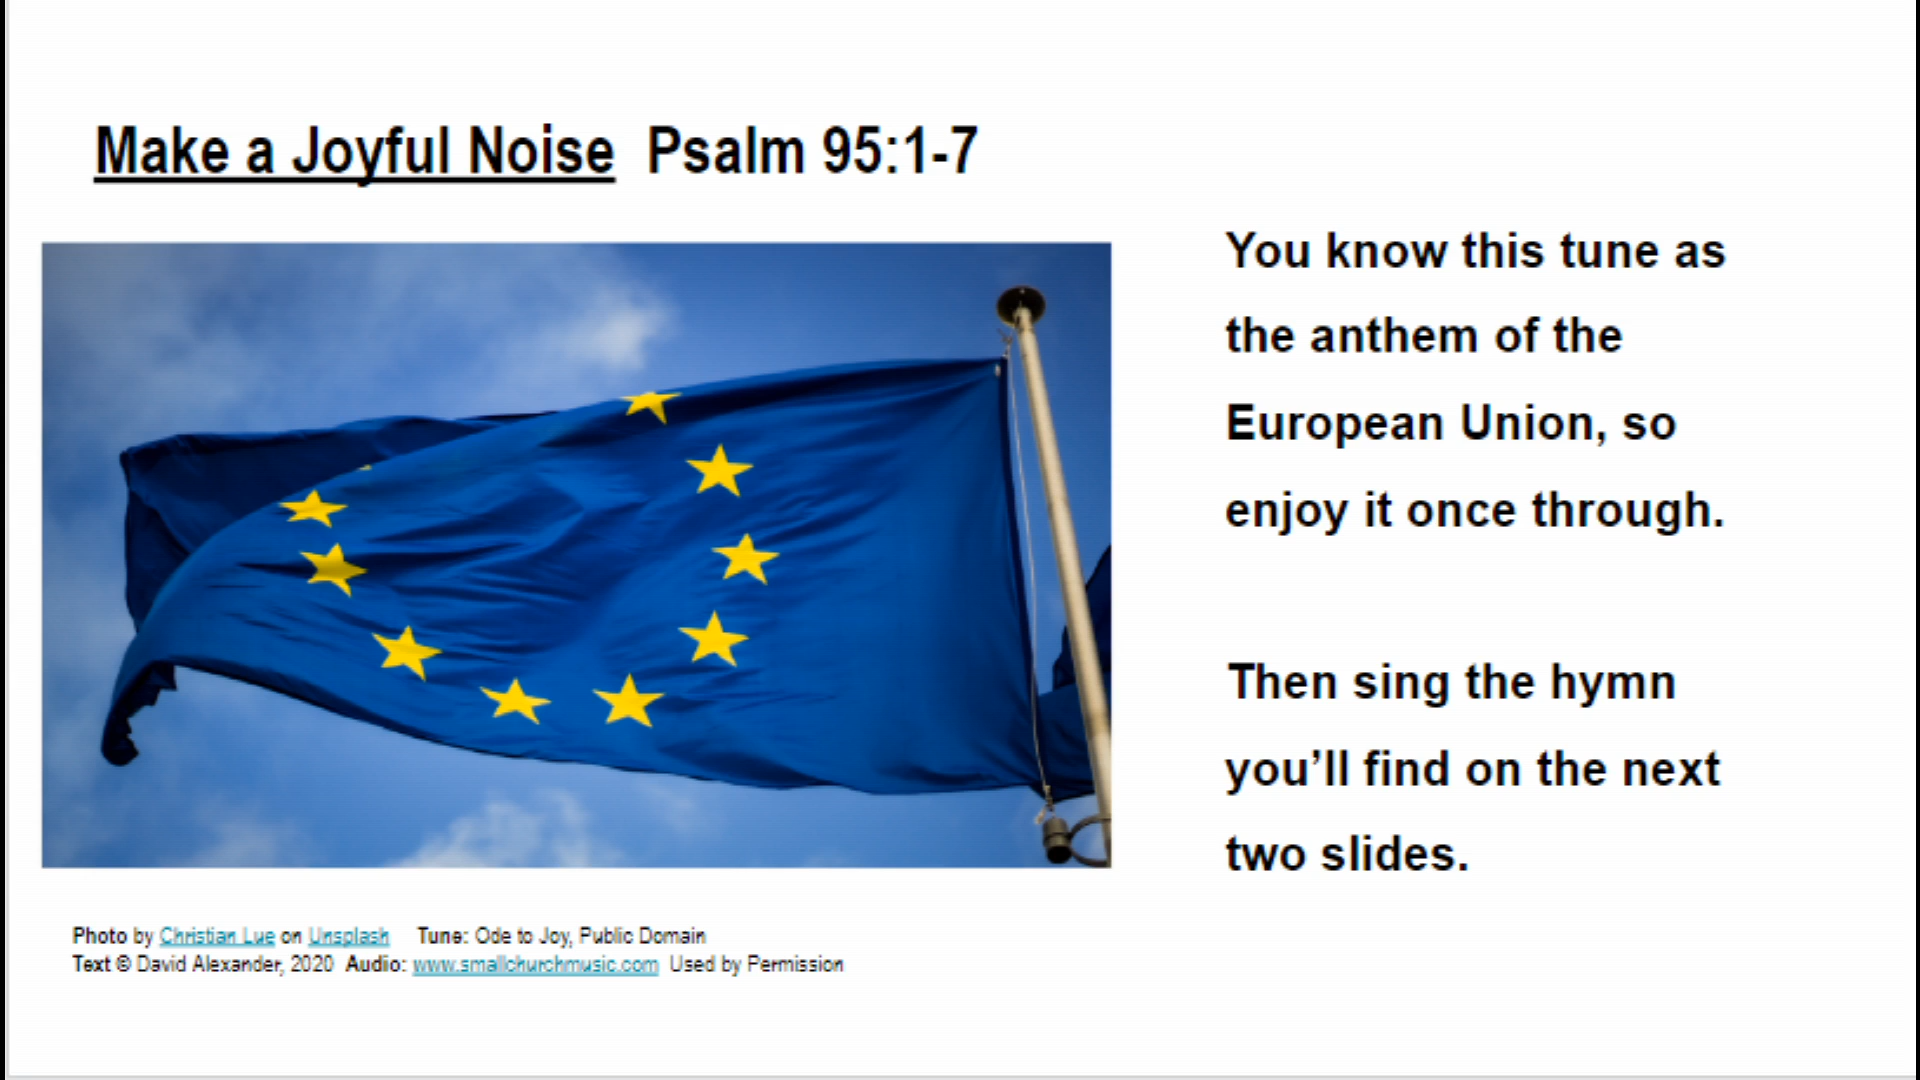 Make a Joyful Noise Psalm 95:1-7
You know this tune as
the anthem of the
European Union, so
enjoy it once through.
Then sing the hymn
you’ll find on the next
two slides.
Photo by Christian Lue on Unsplash Tune: Ode to Joy, Public Domain
Text © David Alexander, 2020 Audio: www.smallchurchmusic.com Used by Permission